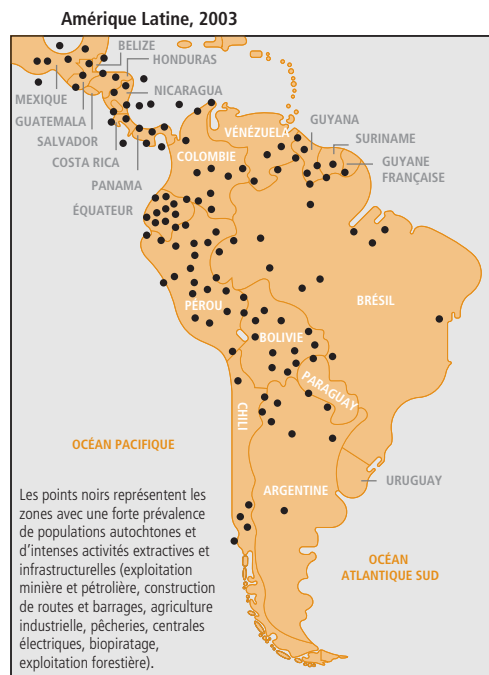 Amérique Latine, 2003
BELIZE
HONDURAS
MEXIQUE
NICARAGUA
GUATEMALA
SALVADOR
COSTA RICA
PANAMA
VÉNÉZUELA
GUYANA
SURINAME
COLOMBIE
GUYANE
FRANÇAISE
ÉQUATEUR
PÉROU
BRÉSIL
BOLIVIE
PARAGUAY
CHILI
OCÉAN PACIFIQUE
URUGUAY
ARGENTINE
Les points noirs représentent les
zones avec une forte prévalence
de populations autochtones et
d'intenses activités extractives et
infrastructurelles (exploitation
minière et pétrolière, construction
de routes et barrages, agriculture
industrielle, pêcheries, centrales
électriques, biopiratage,
exploitation forestière).
OCÉAN
ATLANTIQUE SUD